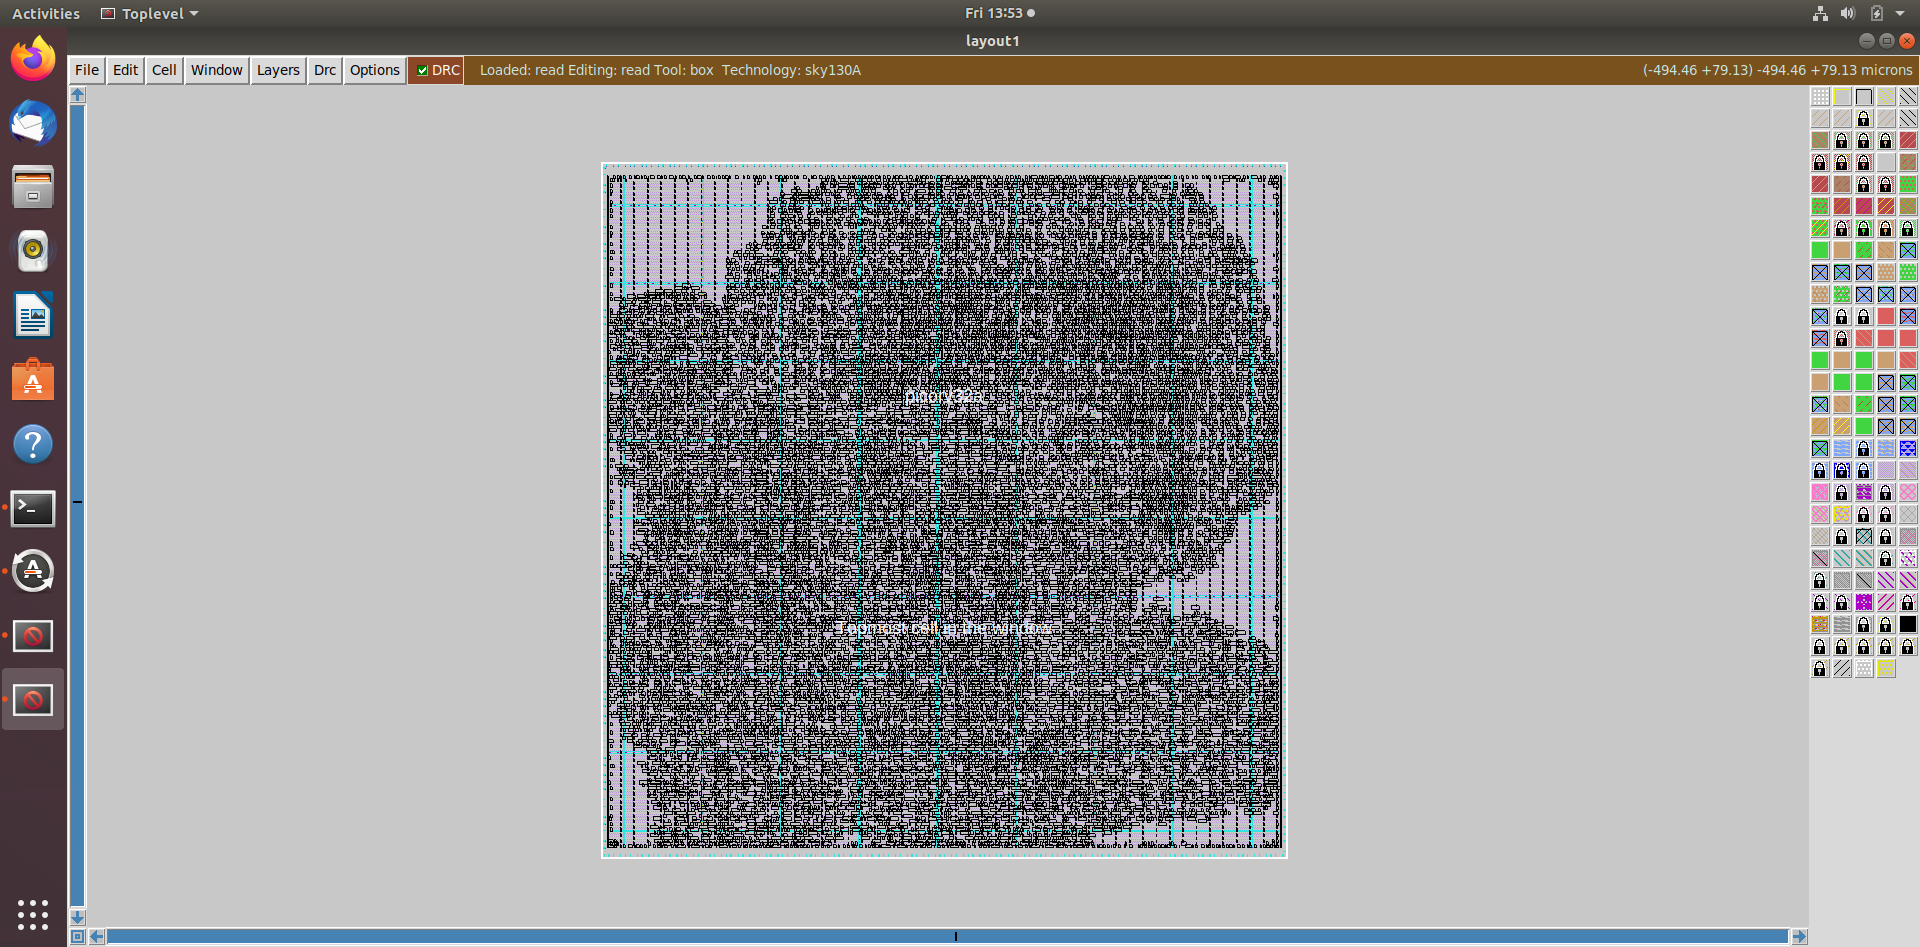 Activities Toplevel Fri 13:53
layout1
File Edit Cell Window Layers Drc Options DRC Loaded: read Editing: read Tool: box Technology: sky130A (-494.46 +79.13) -494.46 +79.13 microns
picorv32a
Topmost cell in the window